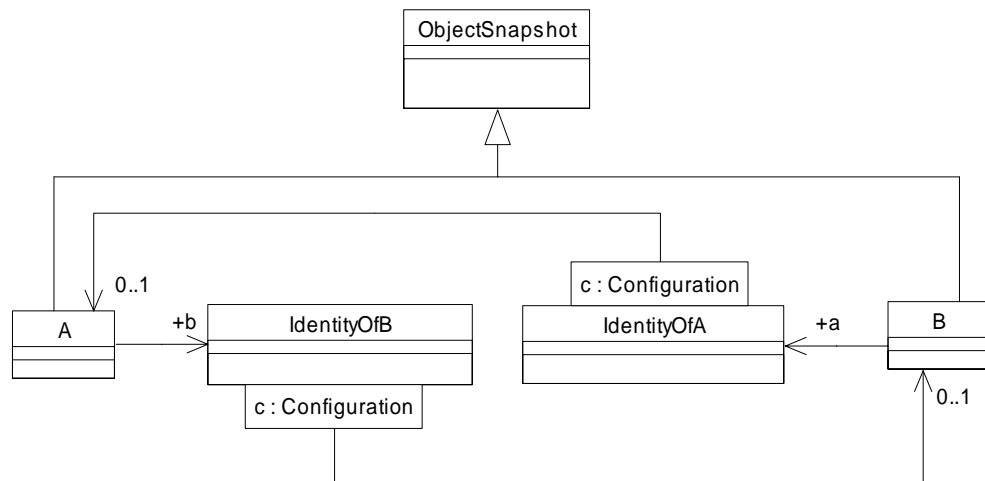 ObjectSnapshot
c : Configuration
0..1
A
+b
IdentityOfB
IdentityOfA
+a
B
c : Configuration
0..1